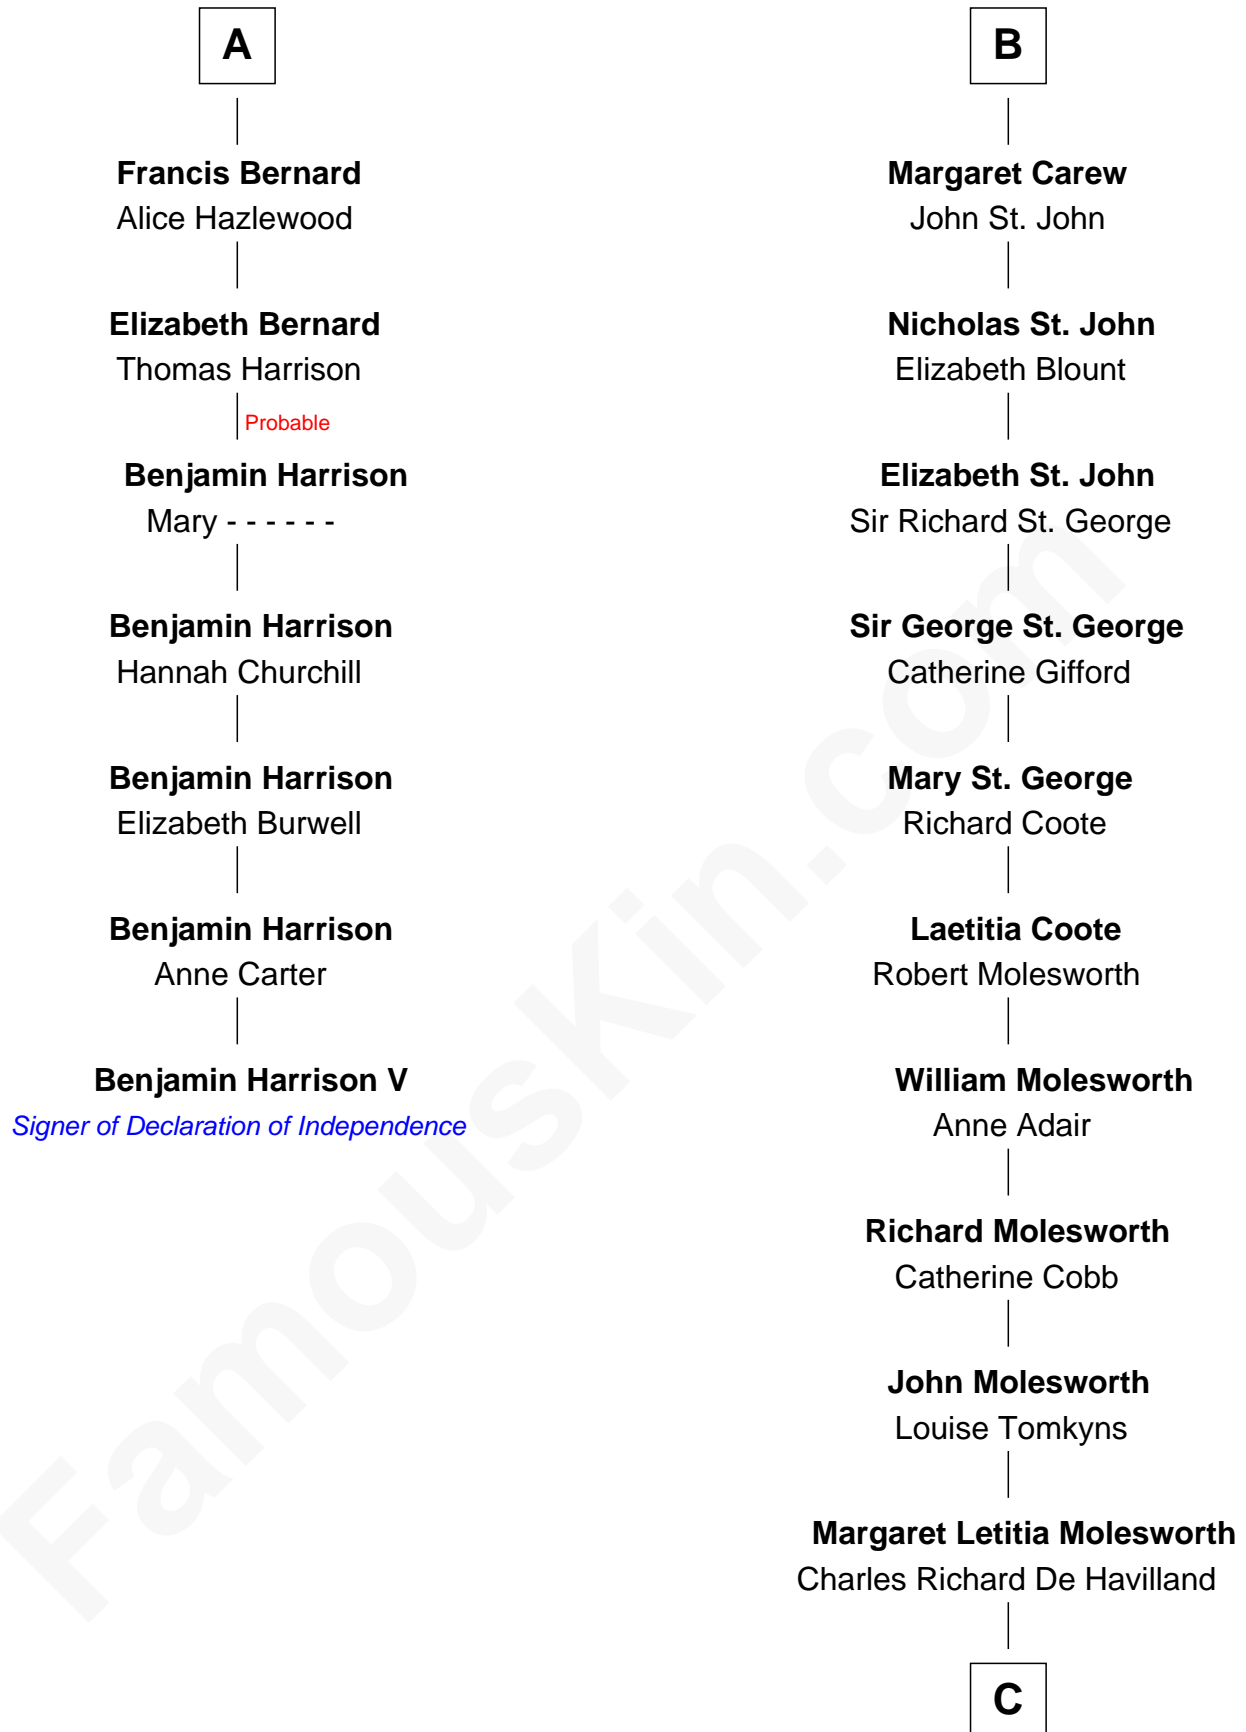 A
Francis Bernard
Alice Hazlewood
Elizabeth Bernard
Thomas Harrison
Probable
Benjamin Harrison
Mary - - - - - -
Benjamin Harrison
Hannah Churchill
Benjamin Harrison
Elizabeth Burwell
Benjamin Harrison
Anne Carter
Benjamin Harrison V
Signer of Declaration of Independence
B
Margaret Carew
John St. John
Nicholas St. John
Elizabeth Blount
Elizabeth St. John
Sir Richard St. George
Sir George St. George
Catherine Gifford
Mary St. George
Richard Coote
Laetitia Coote
Robert Molesworth
William Molesworth
Anne Adair
Richard Molesworth
Catherine Cobb
John Molesworth
Louise Tomkyns
Margaret Letitia Molesworth
Charles Richard De Havilland
C
FamousKin.com